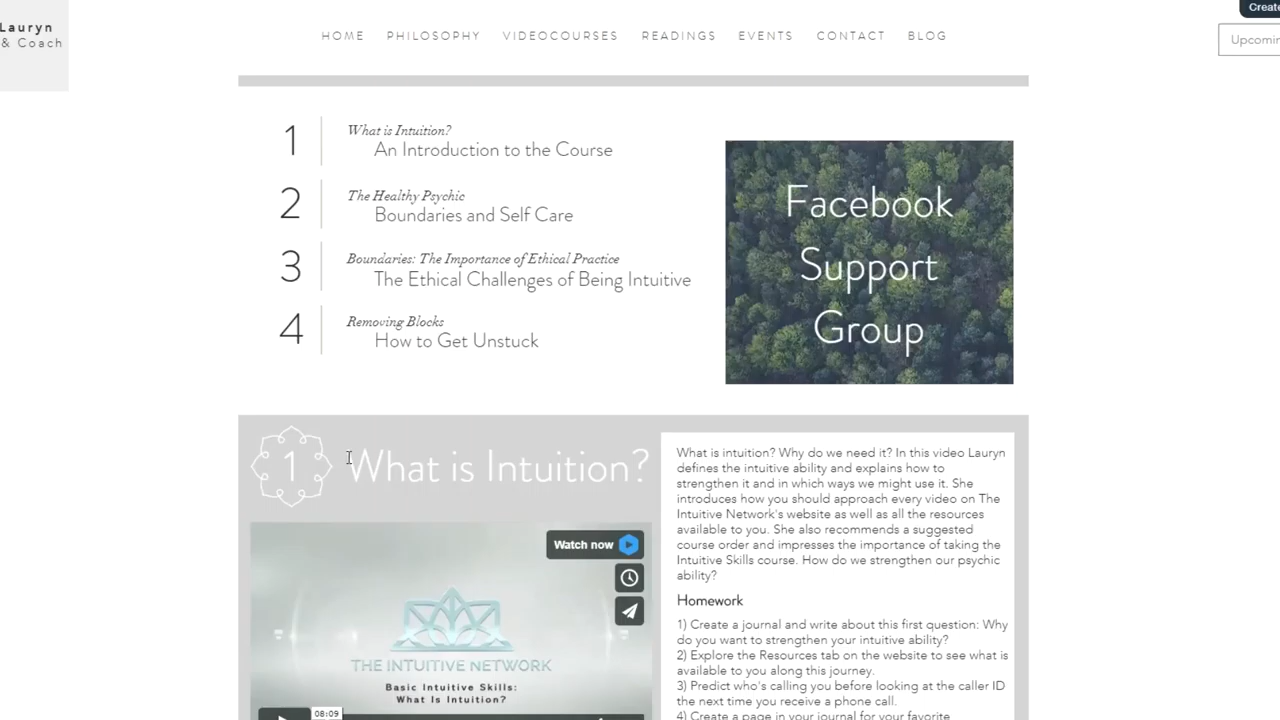 Lauryn
& Coach
HOME PHILOSOPHY VIDEOCOURSES READINGS EVENTS CONTACT BLOG
Create
1
What is Intuition?
An Introduction to the Course
2
The Healthy Psychic
Boundaries and Self Care
3
Boundaries: The Importance of Ethical Practice
The Ethical Challenges of Being Intuitive
4
Removing Blocks
How to Get Unstuck
Facebook
Support
Group
1 What is Intuition?
Watch now
THE INTUITIVE NETWORK
Basic Intuitive Skills:
What Is Intuition?
08:09
What is intuition? Why do we need it? In this video Lauryn
defines the intuitive ability and explains how to
strengthen it and in which ways we might use it. She
introduces how you should approach every video on The
Intuitive Network's website as well as all the resources
available to you. She also recommends a suggested
course order and impresses the importance of taking the
Intuitive Skills course. How do we strengthen our psychic
ability?
Homework
1) Create a journal and write about this first question: Why
do you want to strengthen your intuitive ability?
2) Explore the Resources tab on the website to see what is
available to you along this journey.
3) Predict who's calling you before looking at the caller ID
the next time you receive a phone call.
4) Create a page in your journal for your favorite